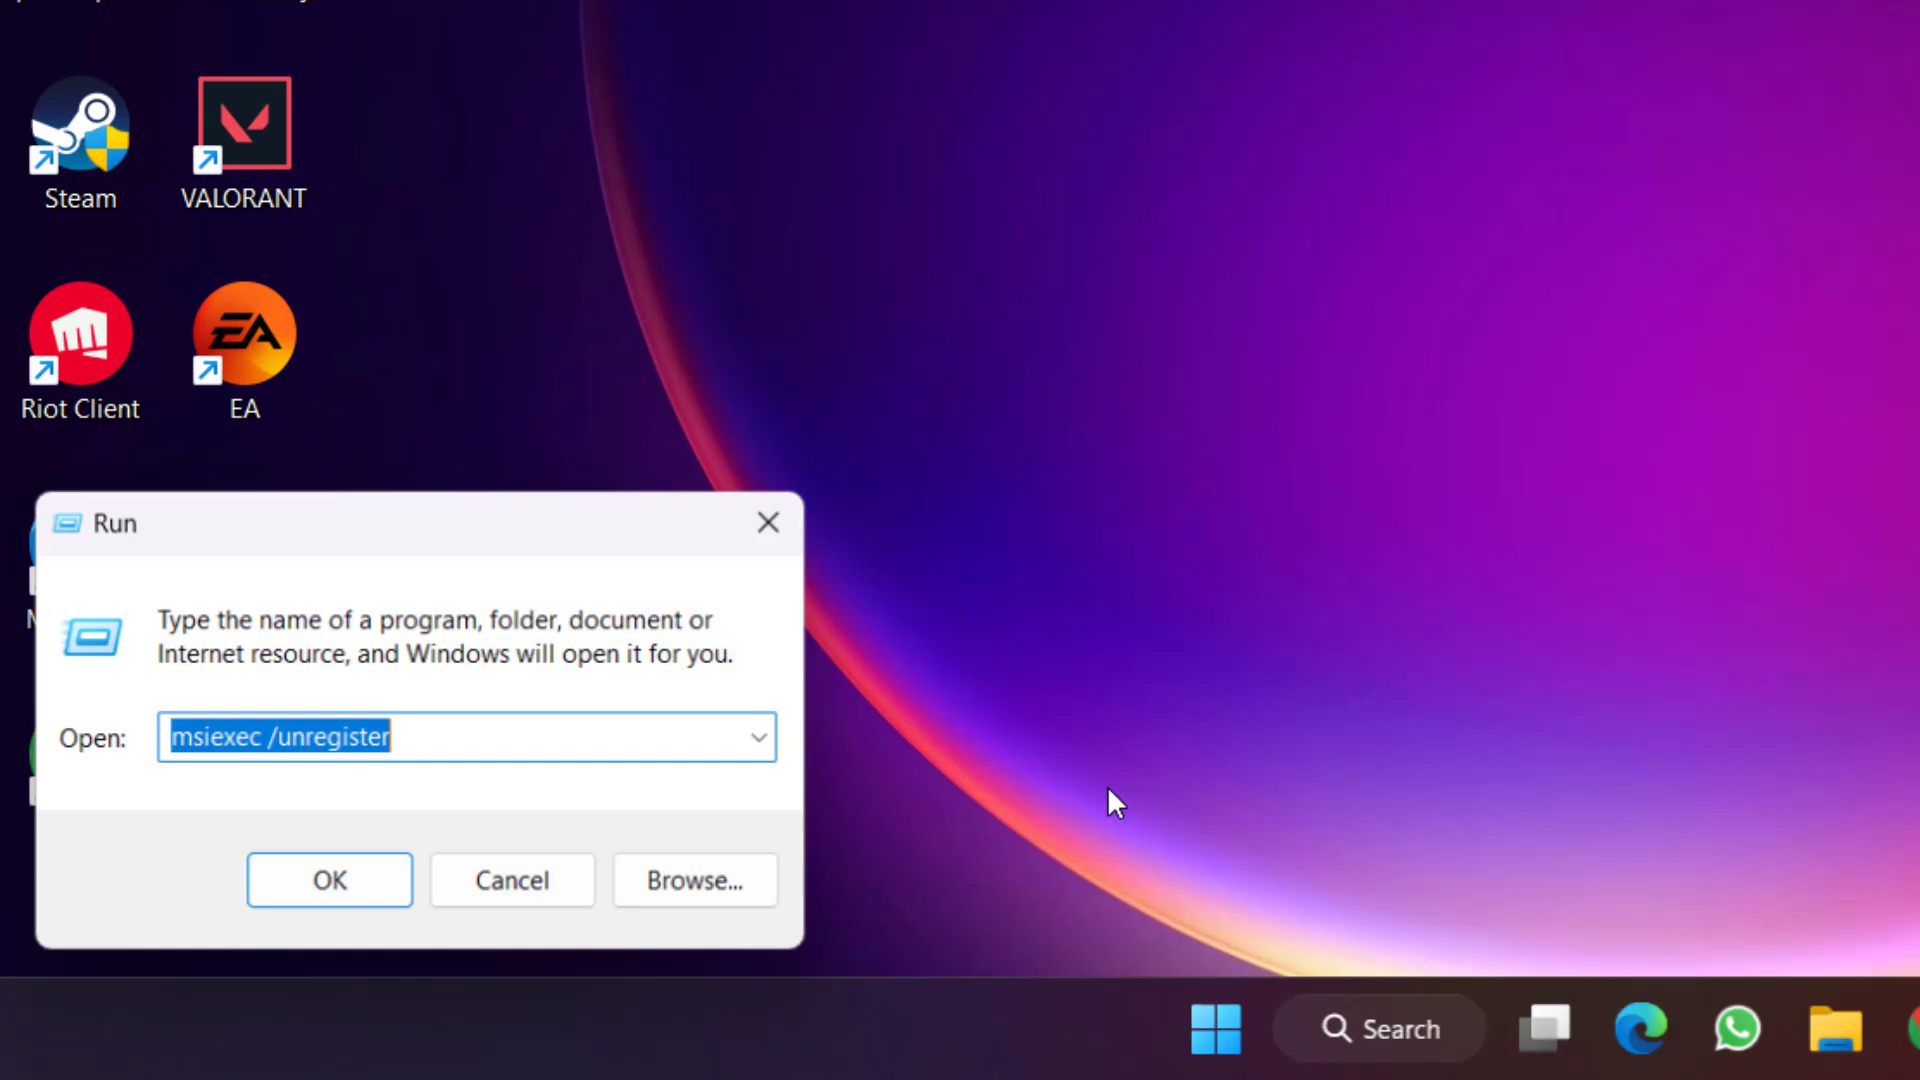 Steam
VALORANT
Riot Client
EA
Run
Type the name of a program, folder, document or
Internet resource, and Windows will open it for you.
Open:
msiexec /unregister
OK
Cancel
Browse...
Search